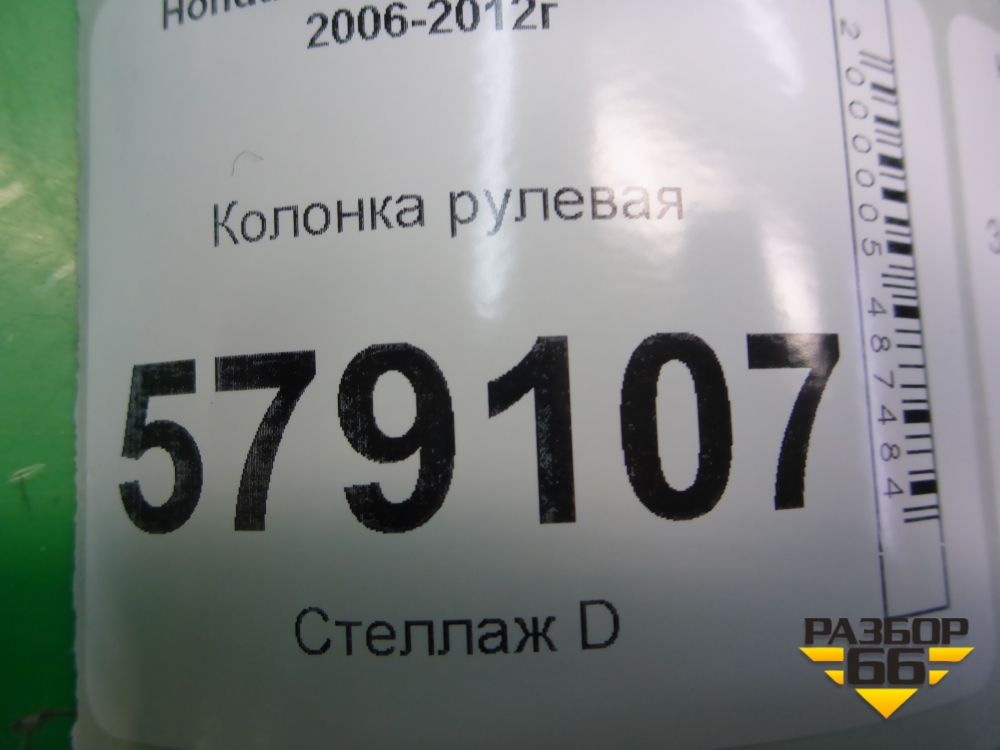 2006-2012г
Колонка рулевая
579107
Стеллаж D
2000005487484
РАЗБОР
66